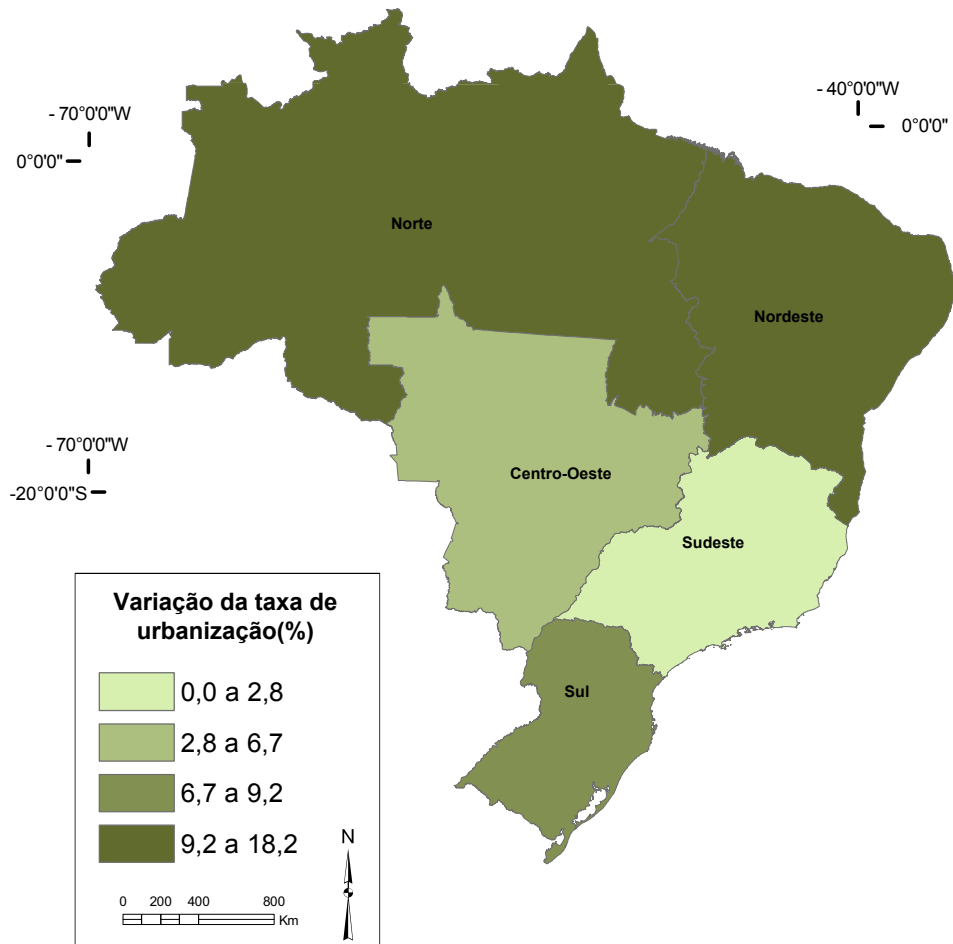 - 70°0'0"W
0°0'0"
- 40°0'0"W
0°0'0"
Norte
Nordeste
- 70°0'0"W
-20°0'0"S
Centro-Oeste
Sudeste
Sul
Variação da taxa de
urbanização(%)
0,0 a 2,8
2,8 a 6,7
6,7 a 9,2
9,2 a 18,2
N
0 200 400 800
Km